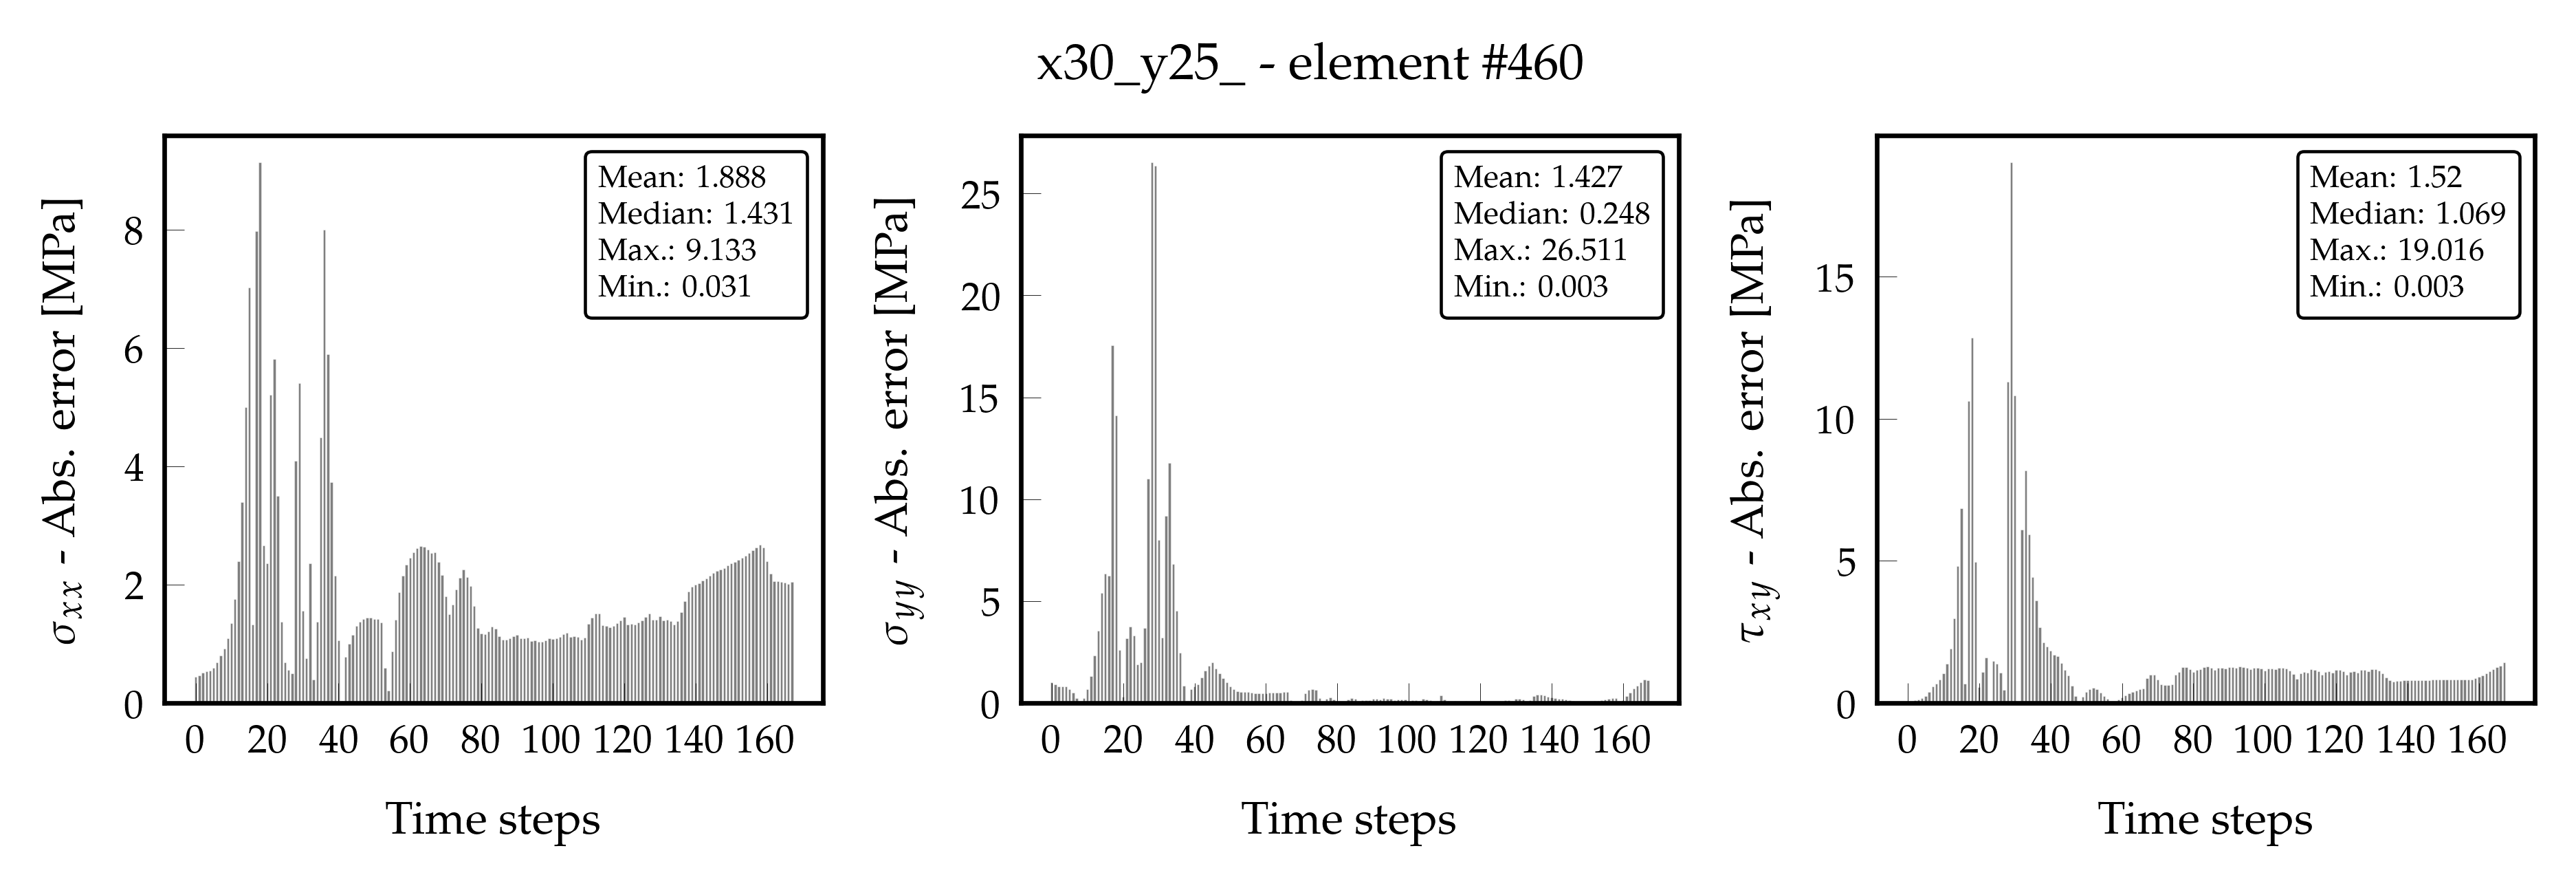 x30_y25_ - element #460
σxx - Abs. error [MPa]
8
6
4
2
0
Mean: 1.888
Median: 1.431
Max.: 9.133
Min.: 0.031
0 20 40 60 80 100 120 140 160
Time steps
σyy - Abs. error [MPa]
25
20
15
10
5
0
Mean: 1.427
Median: 0.248
Max.: 26.511
Min.: 0.003
0 20 40 60 80 100 120 140 160
Time steps
τxy - Abs. error [MPa]
15
10
5
0
Mean: 1.52
Median: 1.069
Max.: 19.016
Min.: 0.003
0 20 40 60 80 100 120 140 160
Time steps